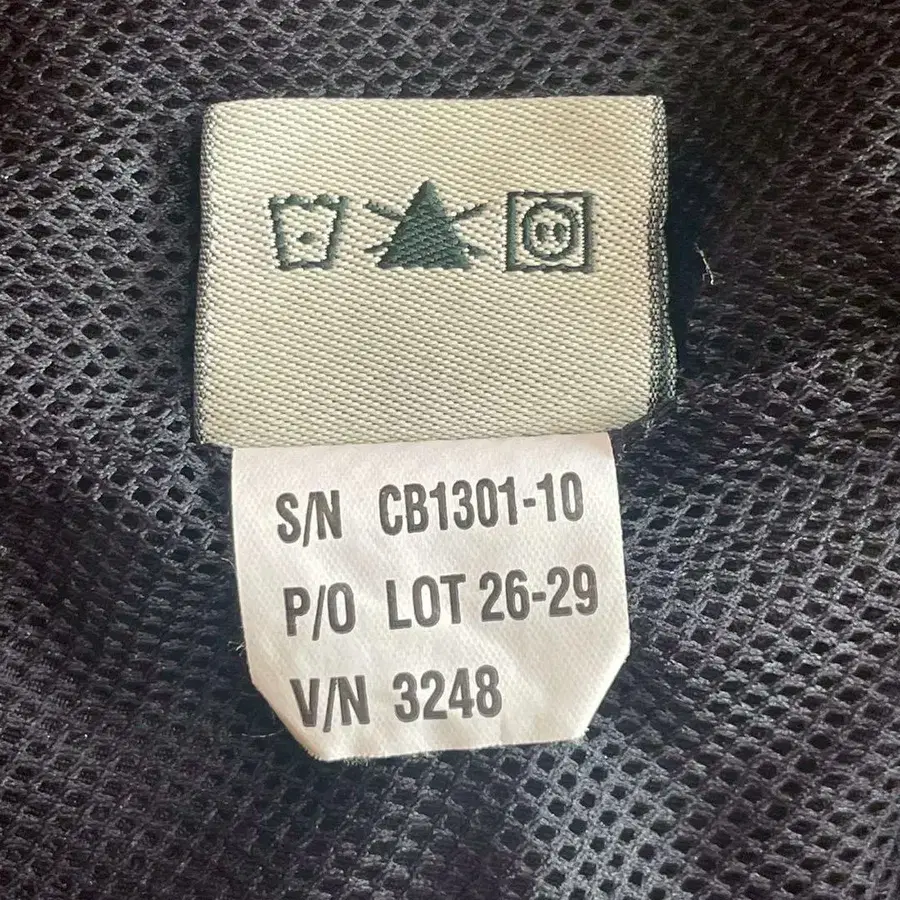 S/N CB1301-10
P/O LOT 26-29
V/N 3248